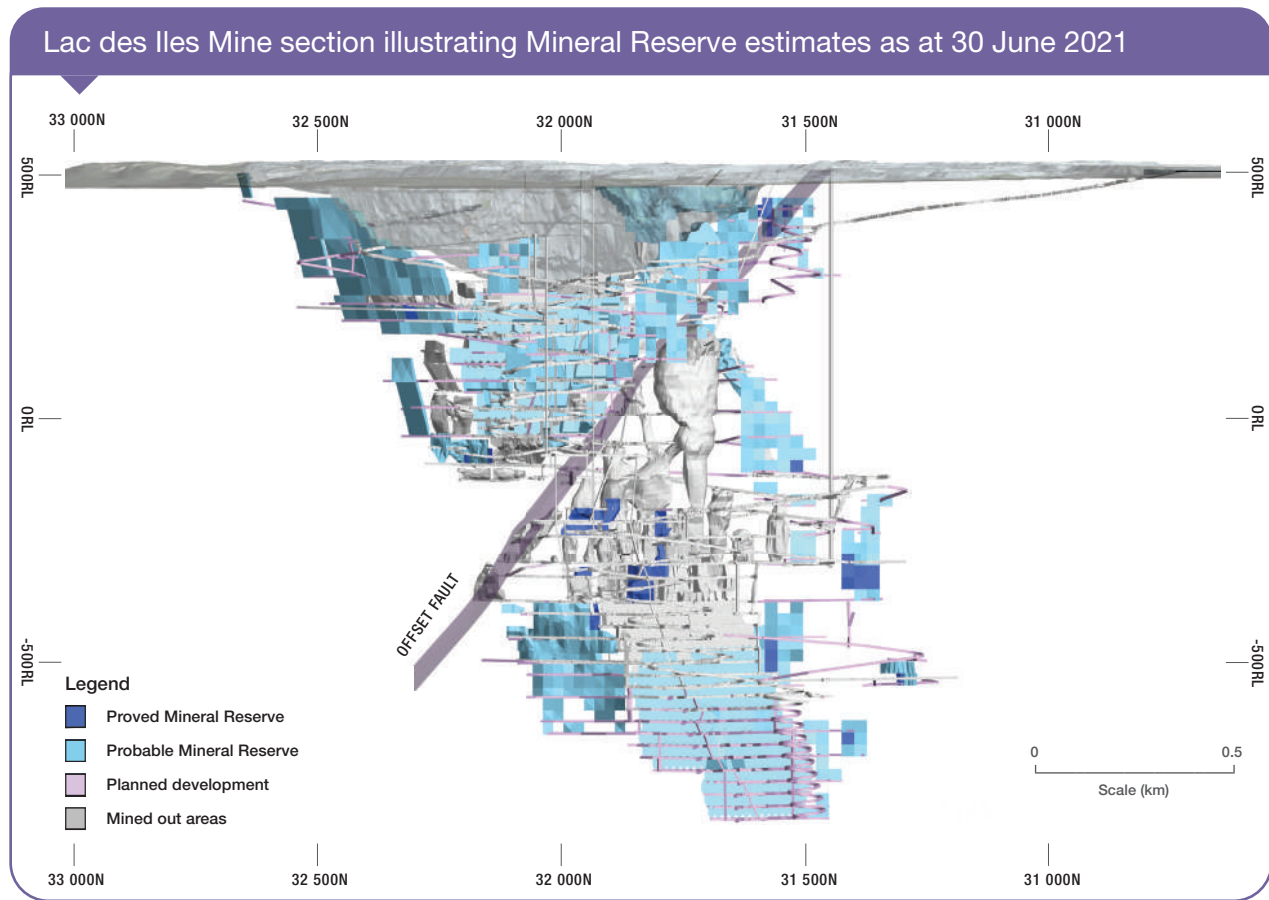 Lac des Iles Mine section illustrating Mineral Reserve estimates as at 30 June 2021
33 000N 32 500N 32 000N 31 500N 31 000N
500RL 500RL
0RL 0RL
-500RL -500RL
OFFSET FAULT
Legend
Proved Mineral Reserve
Probable Mineral Reserve
Planned development
Mined out areas
0 0.5
Scale (km)
33 000N 32 500N 32 000N 31 500N 31 000N